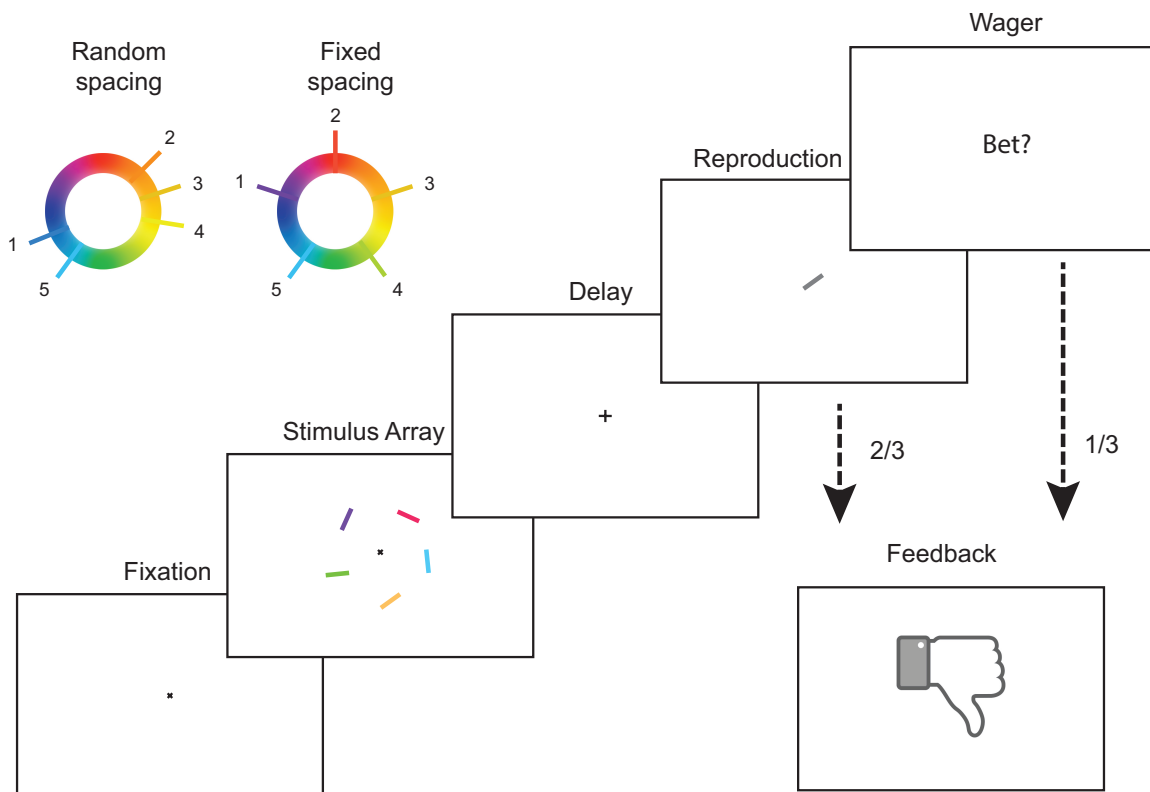 Random
spacing
1
2
3
4
5
Fixed
spacing
1
2
3
4
5
Fixation
Stimulus Array
Delay
Reproduction
Wager
Bet?
2/3
1/3
Feedback